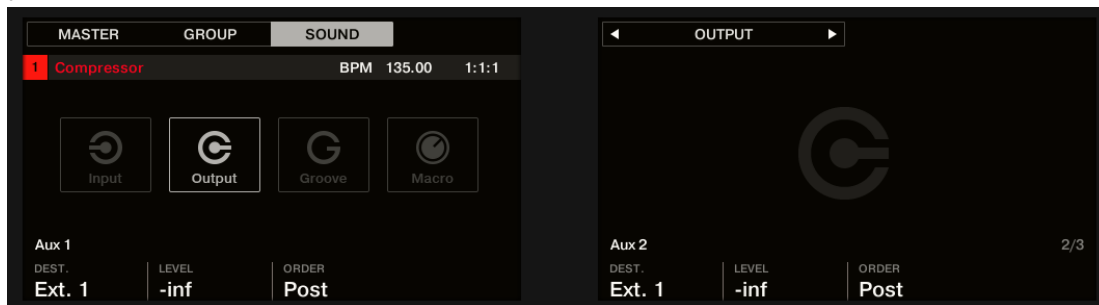 MASTER GROUP SOUND
1 Compressor BPM 135.00 1:1:1
Input Output Groove Macro
Aux 1
DEST. LEVEL ORDER
Ext. 1 -inf Post
OUTPUT
Aux 2 2/3
DEST. LEVEL ORDER
Ext. 1 -inf Post